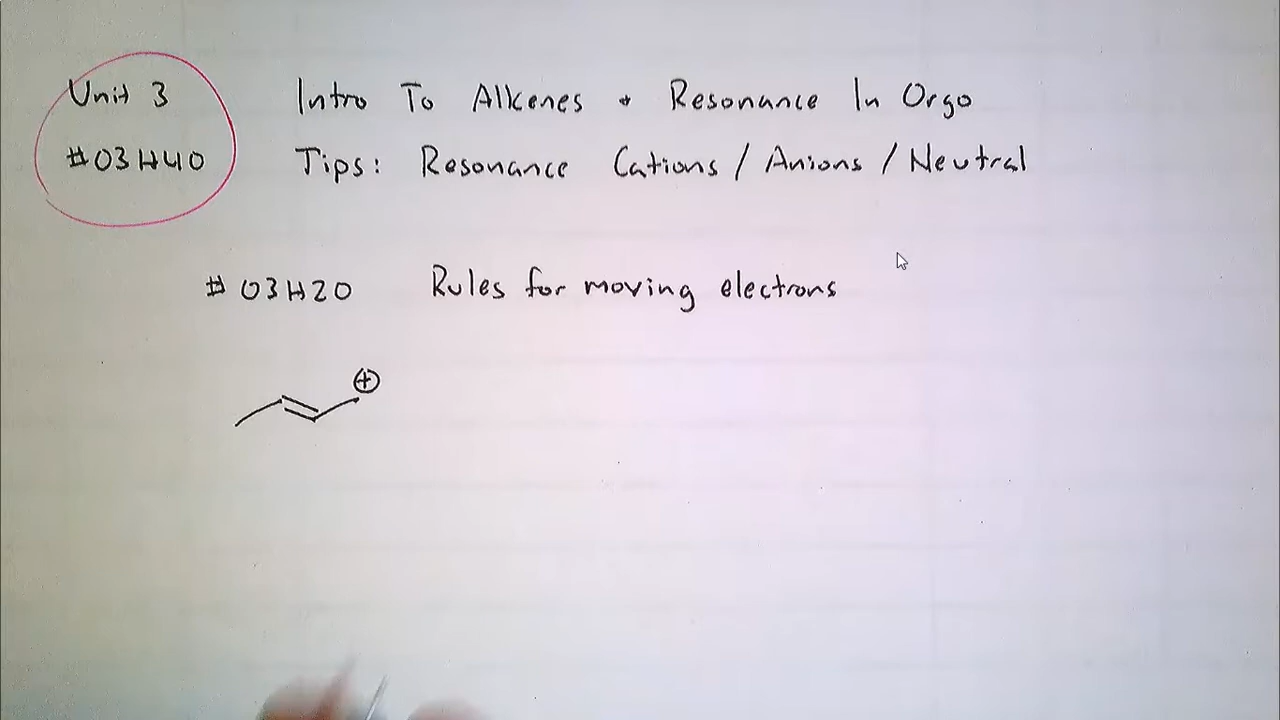 Unit 3 Intro To Alkenes + Resonance In Orgo
#03H40 Tips: Resonance Cations / Anions / Neutral
#03H20 Rules for moving electrons
+